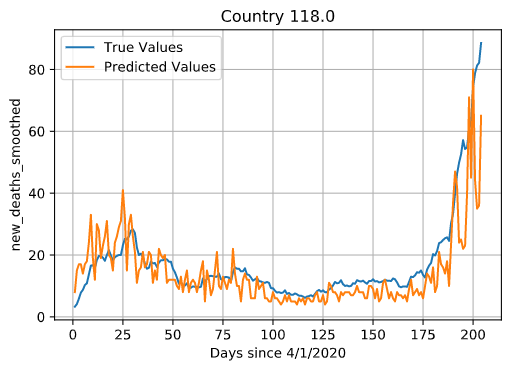 Country 118.0
True Values
Predicted Values
new_deaths_smoothed
80
60
40
20
0
0 25 50 75 100 125 150 175 200
Days since 4/1/2020